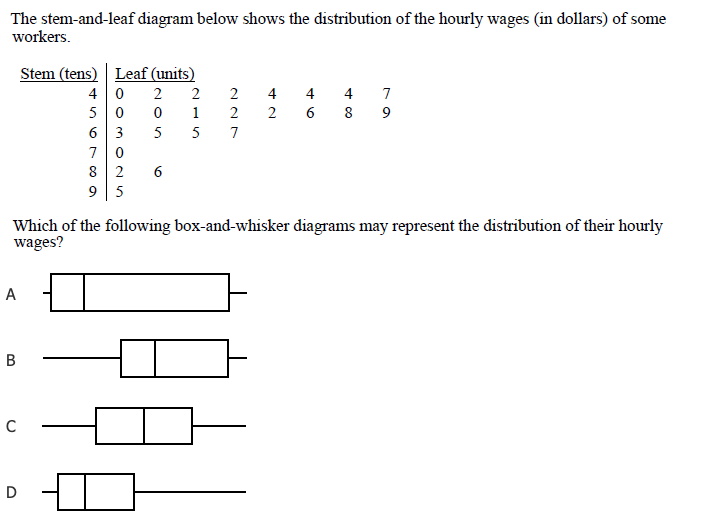 The stem-and-leaf diagram below shows the distribution of the hourly wages (in dollars) of some
workers.
Stem (tens) Leaf (units)
4 0 2 2 2 4 4 4 7
5 0 0 1 2 2 6 8 9
6 3 5 5 7
7 0
8 2 6
9 5
Which of the following box-and-whisker diagrams may represent the distribution of their hourly
wages?
A
B
C
D